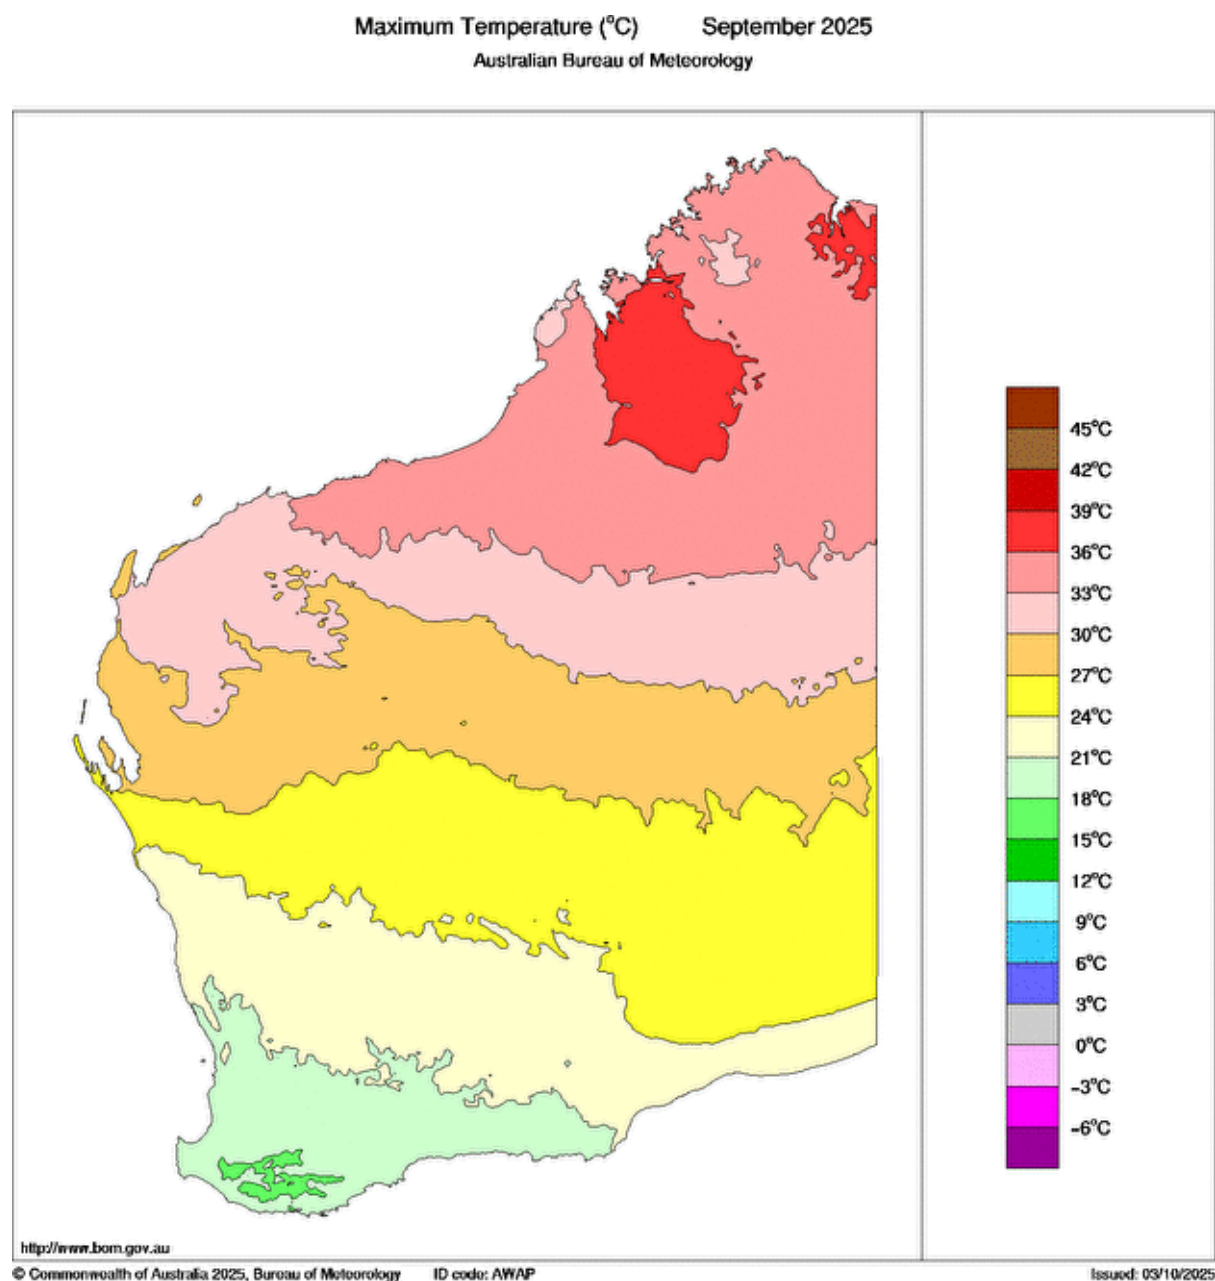 Maximum Temperature (°C) September 2025
Australian Bureau of Meteorology
45°C
42°C
39°C
36°C
33°C
30°C
27°C
24°C
21°C
18°C
15°C
12°C
9°C
6°C
3°C
0°C
-3°C
-6°C
http://www.bom.gov.au
© Commonwealth of Australia 2025, Bureau of Meteorology ID code: AWAP Issued: 03/10/2025